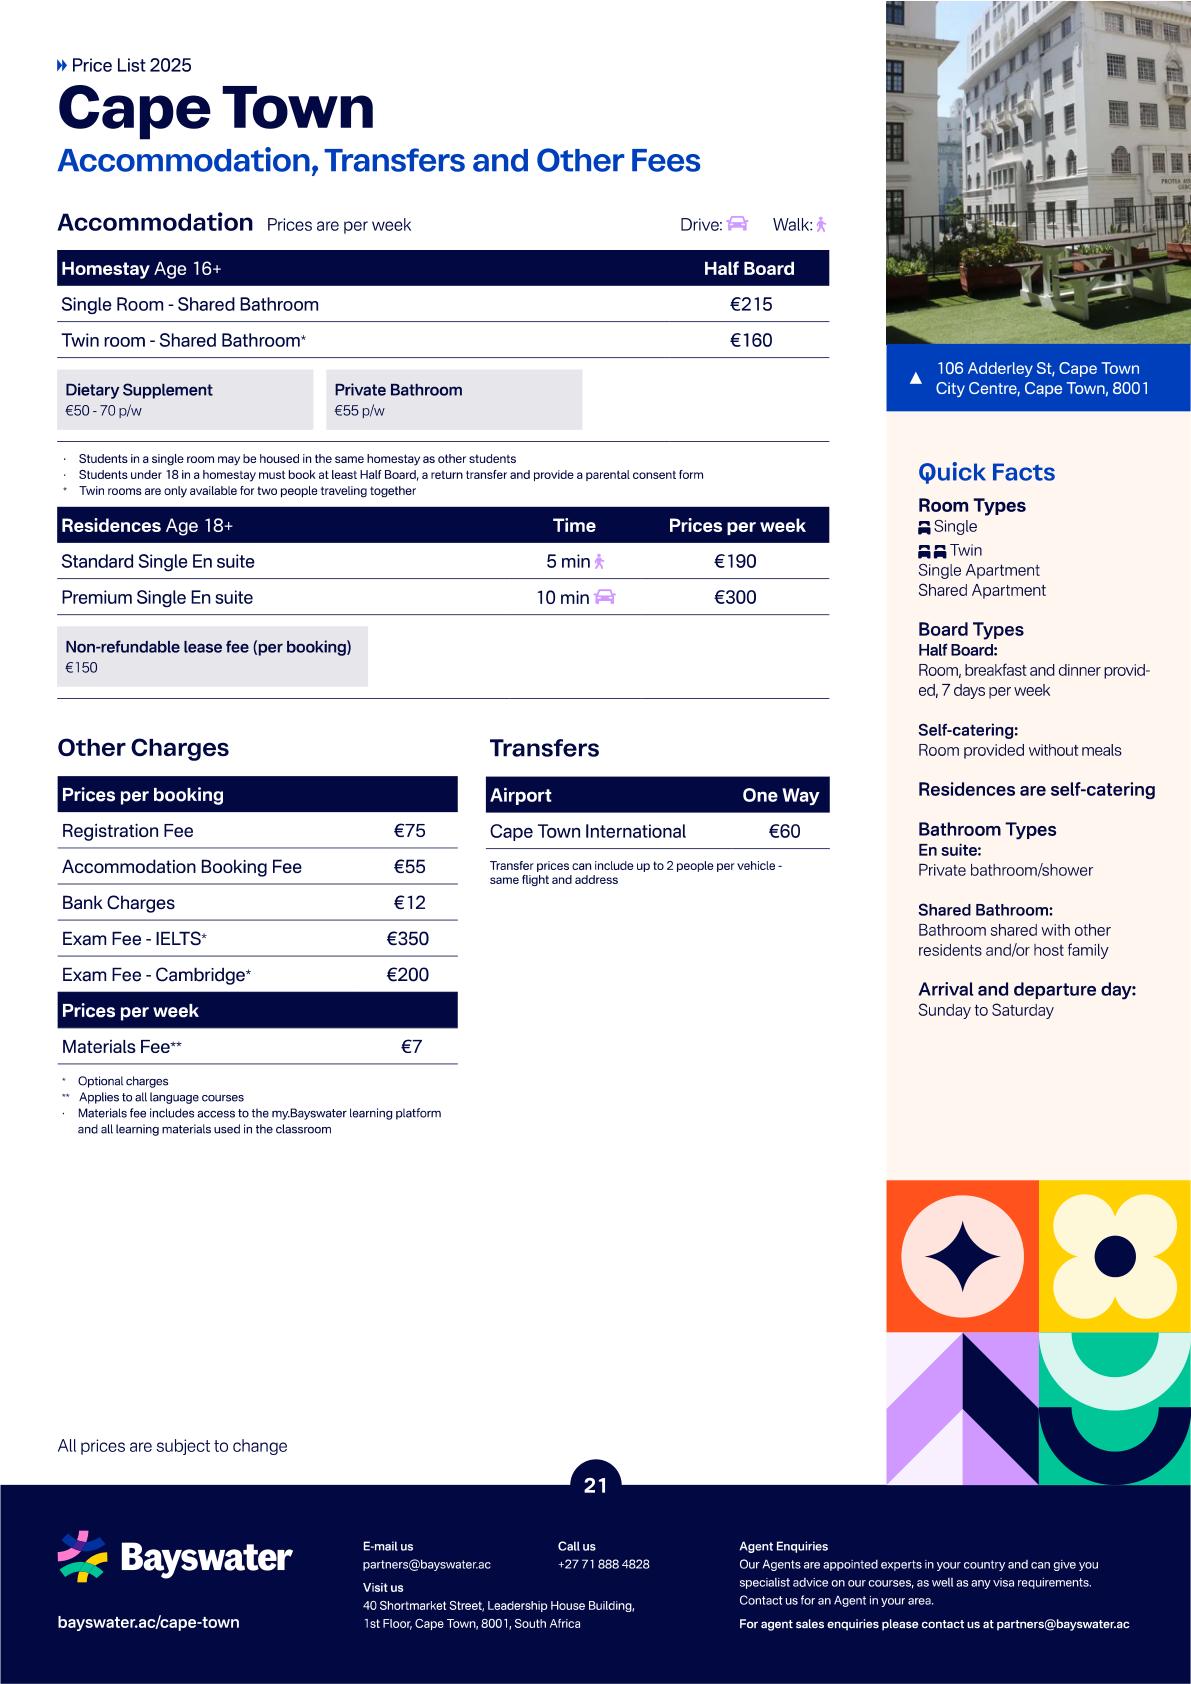 Price List 2025
Cape Town
Accommodation, Transfers and Other Fees
Accommodation Prices are per week Drive: Walk:
Homestay Age 16+ Half Board
Single Room - Shared Bathroom €215
Twin room - Shared Bathroom* €160
Dietary Supplement Private Bathroom
€50 - 70 p/w €55 p/w
· Students in a single room may be housed in the same homestay as other students
· Students under 18 in a homestay must book at least Half Board, a return transfer and provide a parental consent form
* Twin rooms are only available for two people traveling together
Residences Age 18+ Time Prices per week
Standard Single En suite 5 min €190
Premium Single En suite 10 min €300
Non-refundable lease fee (per booking)
€150
Other Charges
Prices per booking
Registration Fee €75
Accommodation Booking Fee €55
Bank Charges €12
Exam Fee - IELTS* €350
Exam Fee - Cambridge* €200
Prices per week
Materials Fee** €7
* Optional charges
** Applies to all language courses
· Materials fee includes access to the my.Bayswater learning platform
and all learning materials used in the classroom
Transfers
Airport One Way
Cape Town International €60
Transfer prices can include up to 2 people per vehicle -
same flight and address
All prices are subject to change
106 Adderley St, Cape Town
City Centre, Cape Town, 8001
Quick Facts
Room Types
Single
Twin
Single Apartment
Shared Apartment
Board Types
Half Board:
Room, breakfast and dinner provid-
ed, 7 days per week
Self-catering:
Room provided without meals
Residences are self-catering
Bathroom Types
En suite:
Private bathroom/shower
Shared Bathroom:
Bathroom shared with other
residents and/or host family
Arrival and departure day:
Sunday to Saturday
21
Bayswater
bayswater.ac/cape-town
E-mail us
partners@bayswater.ac
Call us
+27 71 888 4828
Visit us
40 Shortmarket Street, Leadership House Building,
1st Floor, Cape Town, 8001, South Africa
Agent Enquiries
Our Agents are appointed experts in your country and can give you
specialist advice on our courses, as well as any visa requirements.
Contact us for an Agent in your area.
For agent sales enquiries please contact us at partners@bayswater.ac